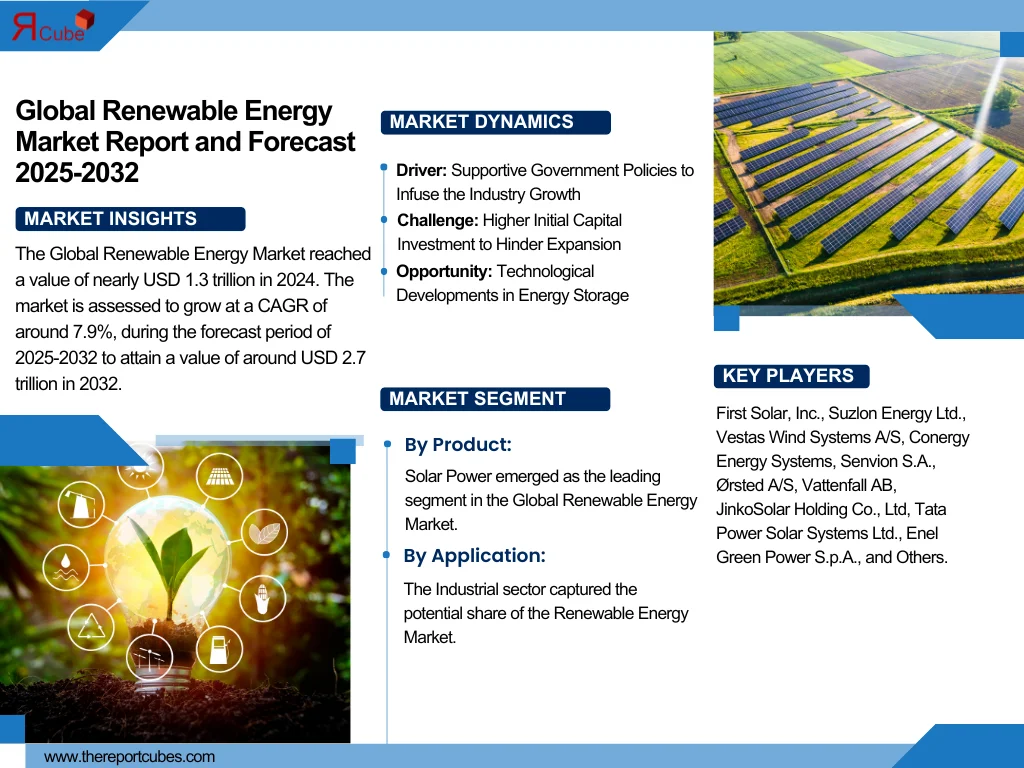 ЯCube
Global Renewable Energy
Market Report and Forecast
2025-2032
MARKET INSIGHTS
The Global Renewable Energy Market reached
a value of nearly USD 1.3 trillion in 2024. The
market is assessed to grow at a CAGR of
around 7.9%, during the forecast period of
2025-2032 to attain a value of around USD 2.7
trillion in 2032.
MARKET DYNAMICS
Driver: Supportive Government Policies to
Infuse the Industry Growth
Challenge: Higher Initial Capital
Investment to Hinder Expansion
Opportunity: Technological
Developments in Energy Storage
MARKET SEGMENT
By Product:
Solar Power emerged as the leading
segment in the Global Renewable Energy
Market.
By Application:
The Industrial sector captured the
potential share of the Renewable Energy
Market.
KEY PLAYERS
First Solar, Inc., Suzlon Energy Ltd.,
Vestas Wind Systems A/S, Conergy
Energy Systems, Senvion S.A.,
Ørsted A/S, Vattenfall AB,
JinkoSolar Holding Co., Ltd, Tata
Power Solar Systems Ltd., Enel
Green Power S.p.A., and Others.
www.thereportcubes.com